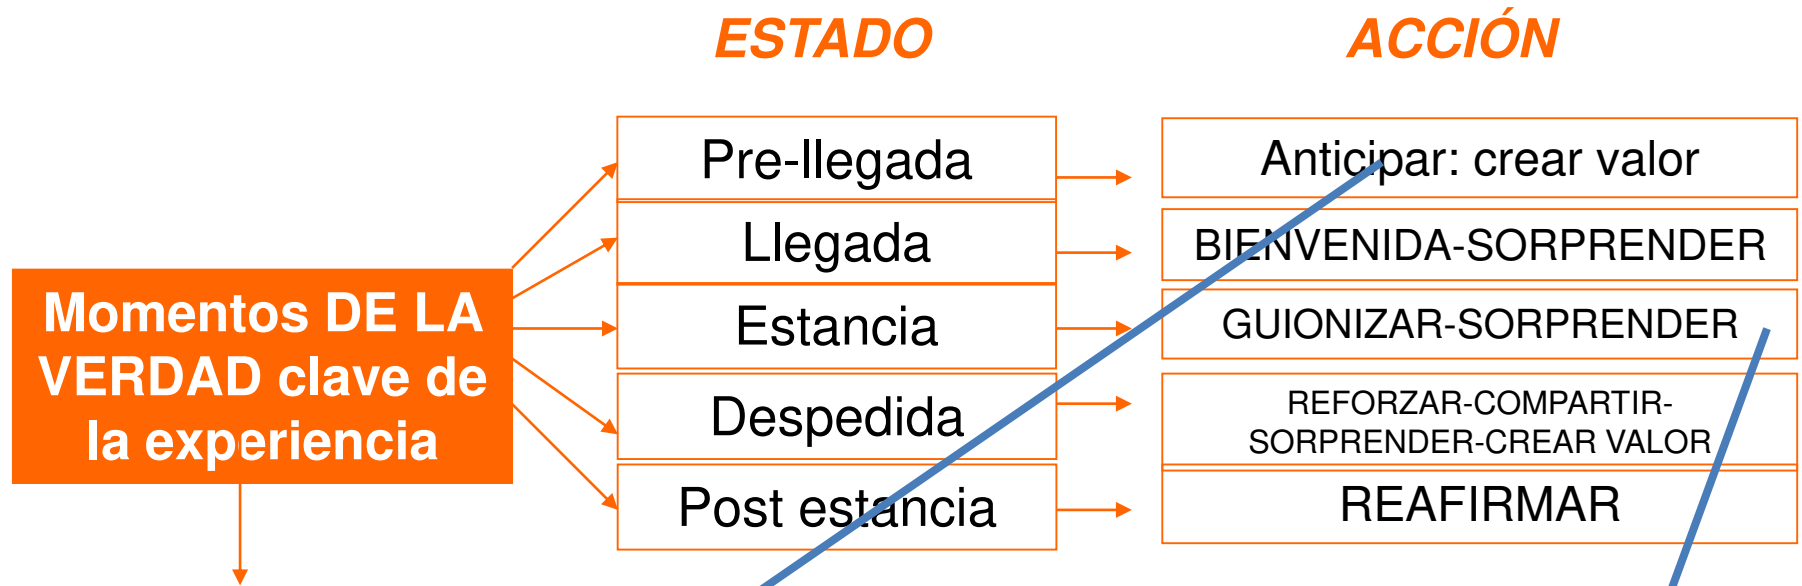 ESTADO
ACCIÓN
Pre-llegada
Anticipar: crear valor
Llegada
BIENVENIDA-SORPRENDER
Momentos DE LA
VERDAD clave de
la experiencia
Estancia
GUIONIZAR-SORPRENDER
Despedida
REFORZAR-COMPARTIR-
SORPRENDER-CREAR VALOR
Post estancia
REAFIRMAR